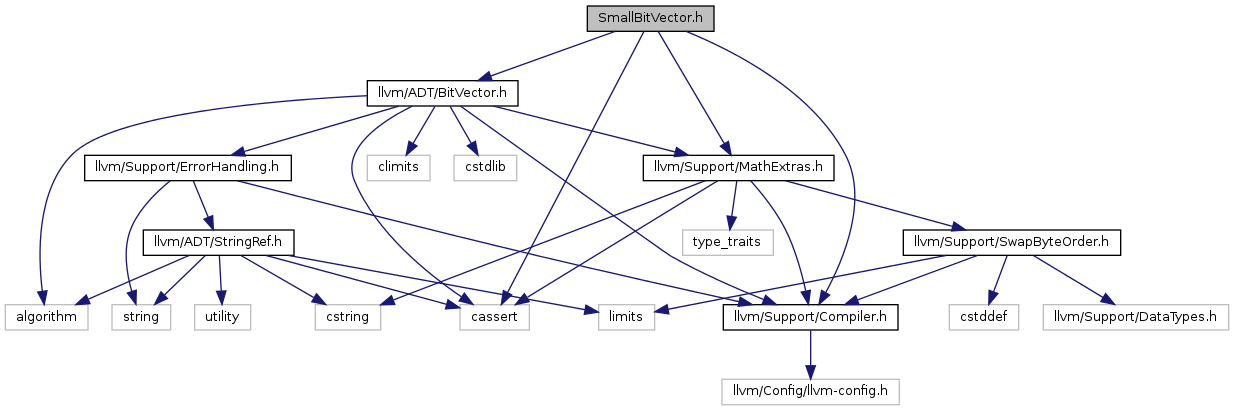 SmallBitVector.h
llvm/ADT/BitVector.h
llvm/Support/ErrorHandling.h
climits
cstdlib
llvm/Support/MathExtras.h
llvm/ADT/StringRef.h
type_traits
llvm/Support/SwapByteOrder.h
algorithm
string
utility
cstring
cassert
limits
llvm/Support/Compiler.h
cstddef
llvm/Support/DataTypes.h
llvm/Config/llvm-config.h